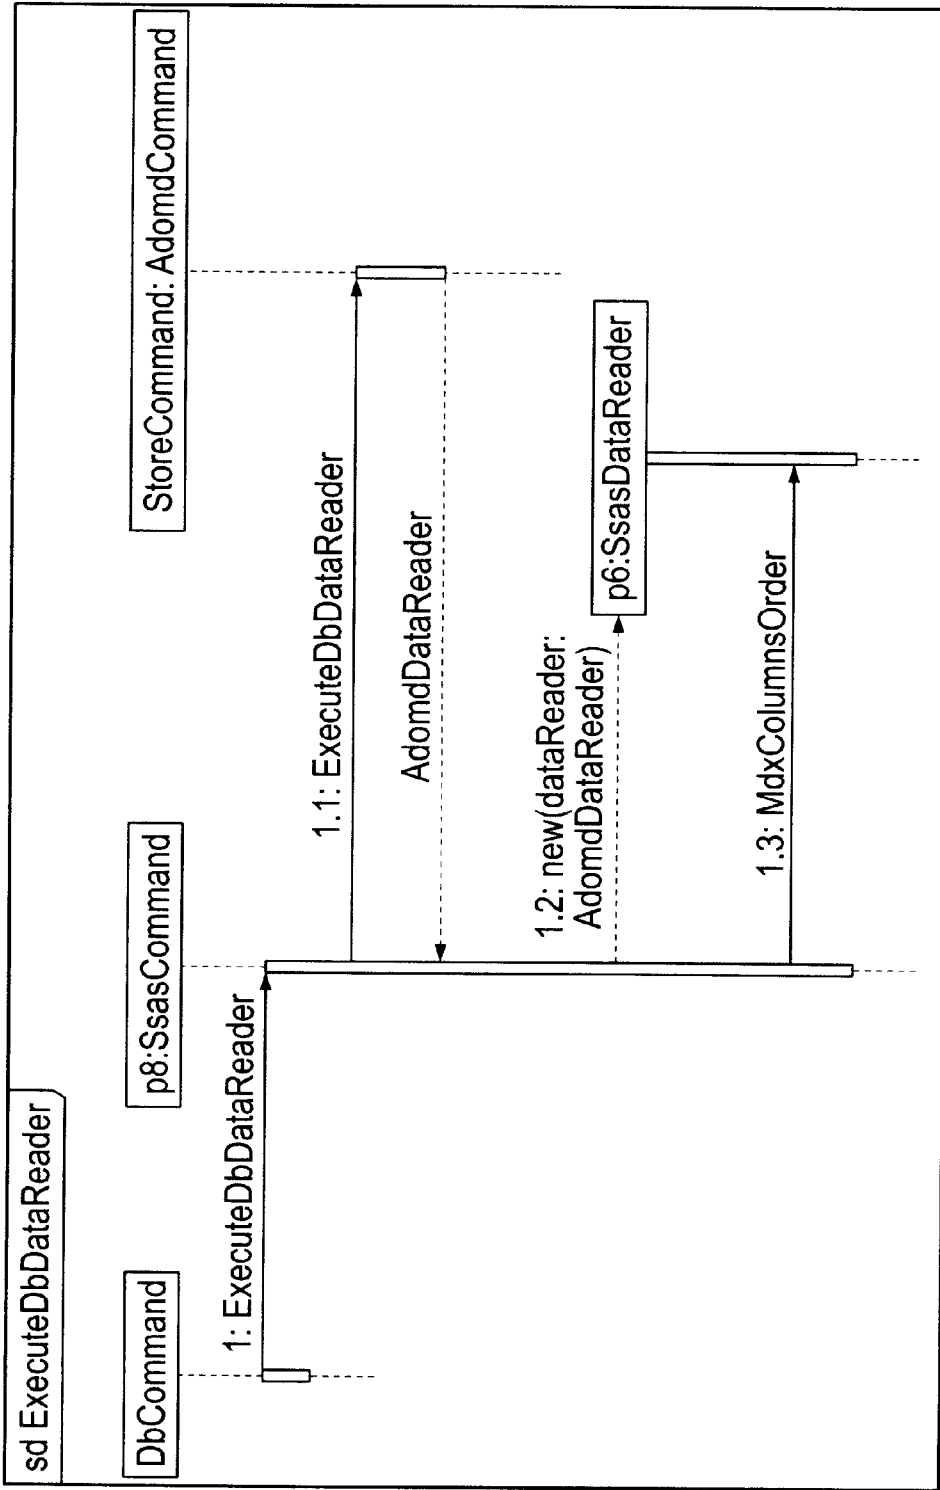 sd ExecuteDbDataReader
DbCommand
p8:SsasCommand
StoreCommand: AdomdCommand
1: ExecuteDbDataReader
1.1: ExecuteDbDataReader
AdomdDataReader
1.2: new(dataReader:
AdomdDataReader)
p6:SsasDataReader
1.3: MdxColumnsOrder